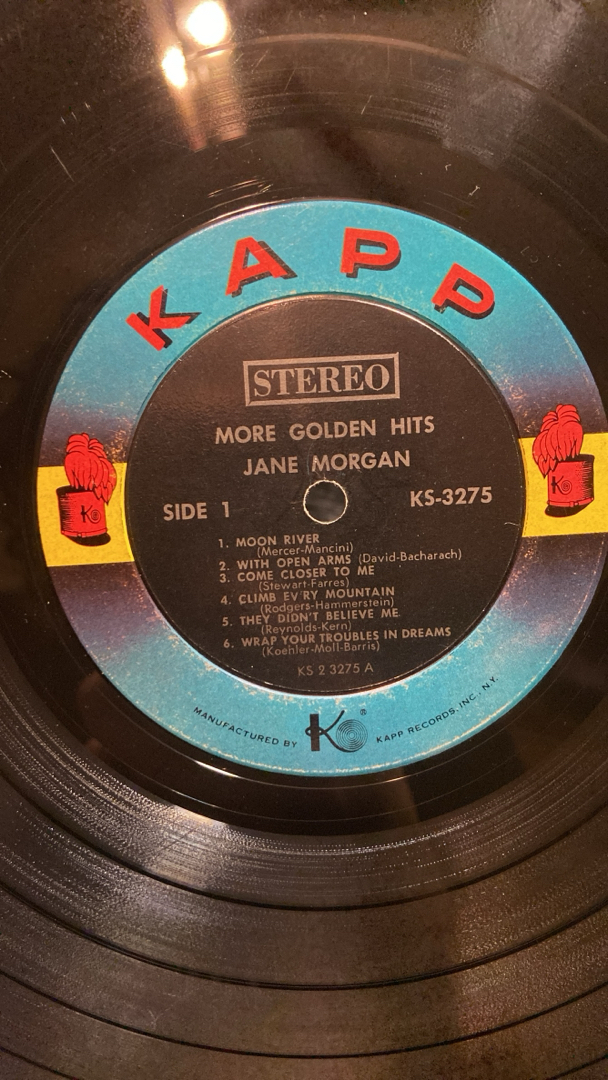 KAPP
STEREO
MORE GOLDEN HITS
JANE MORGAN
SIDE 1 KS-3275
1. MOON RIVER
(Mercer-Mancini)
2. WITH OPEN ARMS (David-Bacharach)
3. COME CLOSER TO ME
(Stewart-Farres)
4. CLIMB EV'RY MOUNTAIN
(Rodgers-Hammerstein)
5. THEY DIDN'T BELIEVE ME
(Reynolds-Kern)
6. WRAP YOUR TROUBLES IN DREAMS
(Koehler-Moll-Barris)
KS 2 3275 A
MANUFACTURED BY K ® KAPP RECORDS, INC., N.Y.
K
K